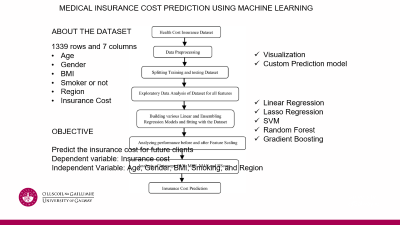 MEDICAL INSURANCE COST PREDICTION USING MACHINE LEARNING
ABOUT THE DATASET
1339 rows and 7 columns
• Age
• Gender
• BMI
• Smoker or not
• Region
• Insurance Cost
OBJECTIVE
Predict the insurance cost for future clients
Dependent variable: Insurance cost
Independent Variable: Age, Gender, BMI, Smoking, and Region
Health Cost Insurance Dataset
Data Preprocessing
Splitting Training and testing Dataset
Exploratory Data Analysis of Dataset for all features
Building various Linear and Ensembling
Regression Models and fitting with the Dataset
Analyzing performance before and after Feature Scaling
Insurance Cost Prediction
✓ Visualization
✓ Custom Prediction model
✓ Linear Regression
✓ Lasso Regression
✓ SVM
✓ Random Forest
✓ Gradient Boosting
OLLSCOIL NA GAILLIMHE
UNIVERSITY OF GALWAY